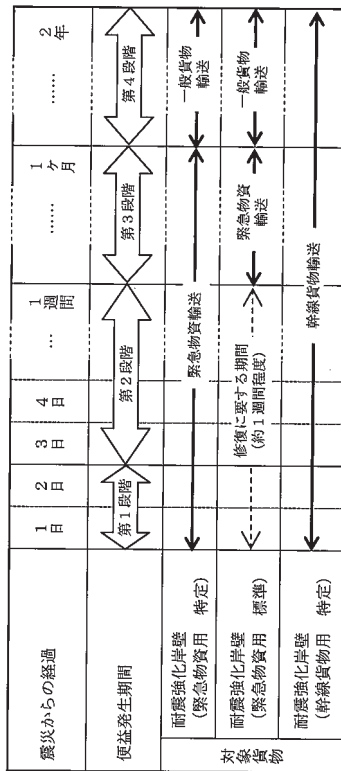 震災からの経過
1日
2日
3日
4日
…
1週間
……
1ヶ月
……
2年
便益発生期間
第1段階
第2段階
第3段階
第4段階
対象貨物
耐震強化岸壁
(緊急物資用 特定)
緊急物資輸送
一般貨物
輸送
耐震強化岸壁
(緊急物資用 標準)
修復に要する期間
(約1週間程度)
緊急物資
輸送
一般貨物
輸送
耐震強化岸壁
(幹線貨物用 特定)
幹線貨物輸送